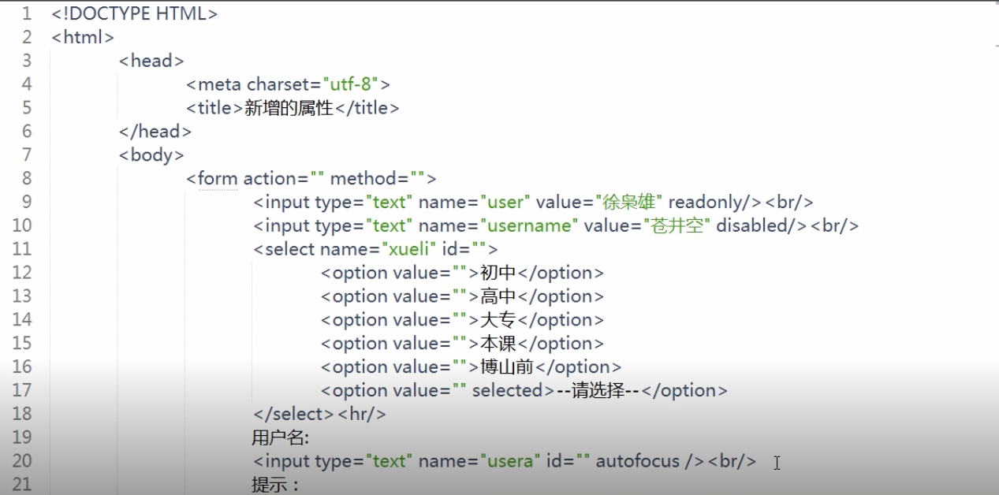 1 <!DOCTYPE HTML>
2 <html>
3 <head>
4 <meta charset="utf-8">
5 <title>新增的属性</title>
6 </head>
7 <body>
8 <form action="" method="">
9 <input type="text" name="user" value="徐枭雄" readonly/><br/>
10 <input type="text" name="username" value="苍井空" disabled/><br/>
11 <select name="xueli" id="">
12 <option value="">初中</option>
13 <option value="">高中</option>
14 <option value="">大专</option>
15 <option value="">本课</option>
16 <option value="">博山前</option>
17 <option value="" selected>--请选择--</option>
18 </select><hr/>
19 用户名:
20 <input type="text" name="usera" id="" autofocus /><br/>
21 提示：